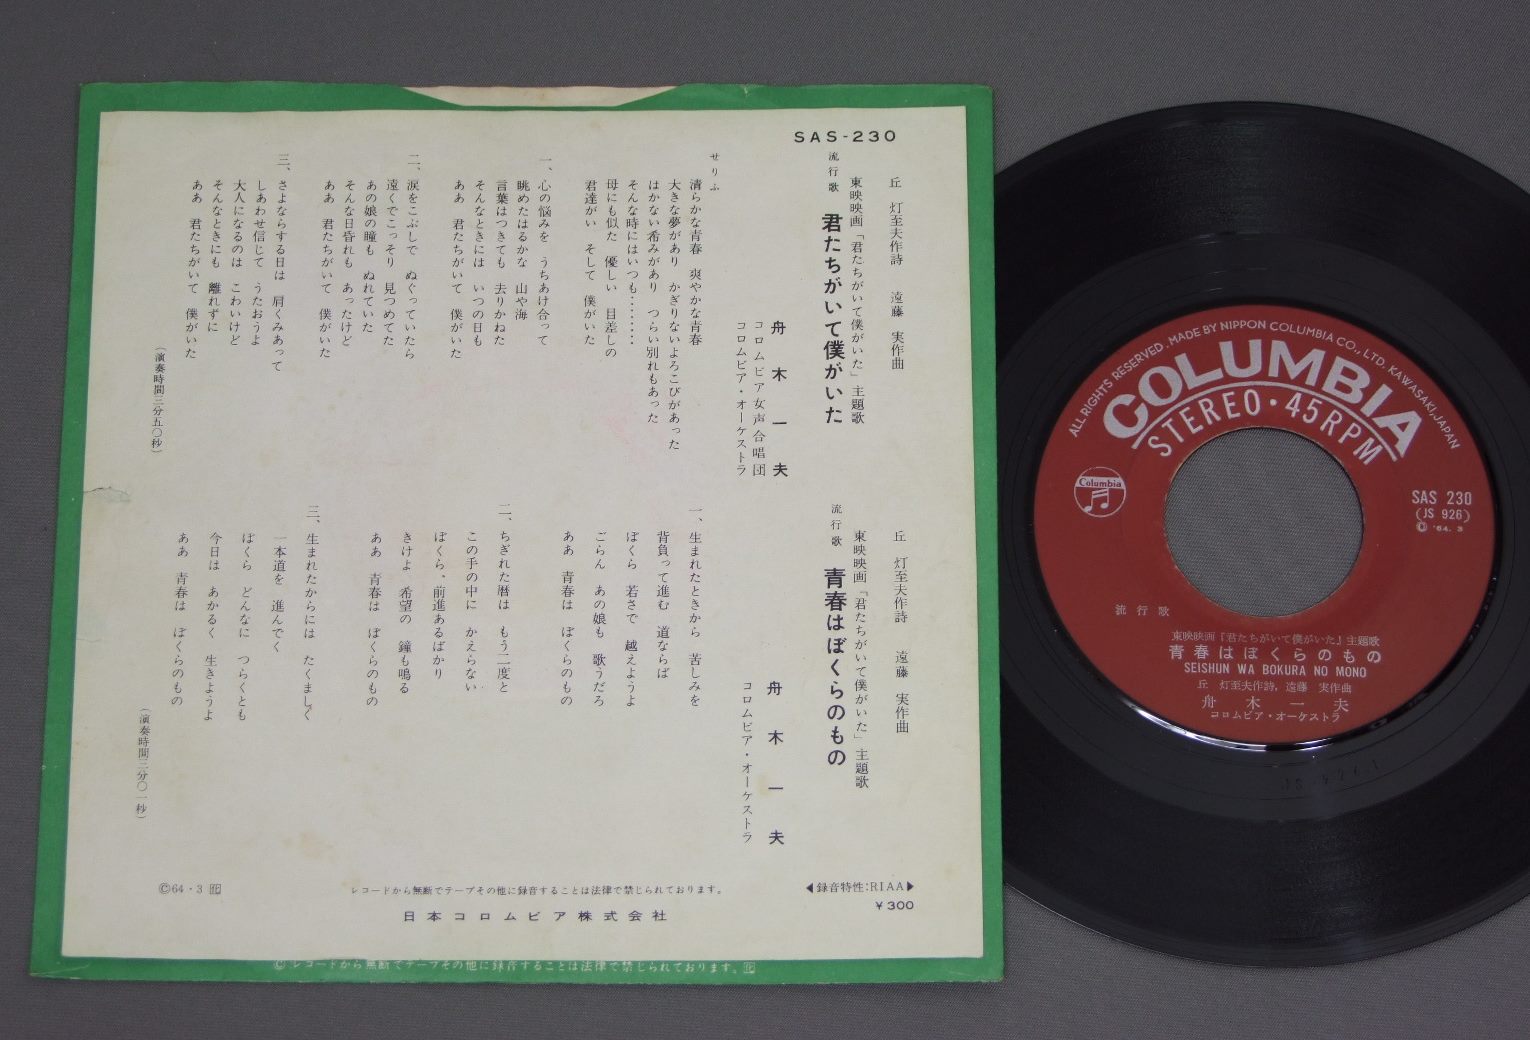 SAS-230
丘 灯至夫作詩 遠藤 実作曲
東映映画「君たちがいて僕がいた」主題歌
流行歌 君たちがいて僕がいた
舟木一夫
コロムビア女声合唱団
コロムビア・オーケストラ
せりふ
清らかな青春 爽やかな青春
大きな夢があり かぎりないよろこびがあった
はかない希みがあり つらい別れもあった
そんな時にはいつも……
母にも似た 優しい 目差しの
君達がい そして 僕がいた
一、心の悩みを うちあけ合って
眺めたはるかな 山や海
言葉はつきても 去りかねた
そんなときには いつの日も
ああ 君たちがいて 僕がいた
二、涙をこぶしで ぬぐっていたら
遠くでこっそり 見つめてた
あの娘の瞳も ぬれていた
そんな日昏れも あったけど
ああ 君たちがいて 僕がいた
三、さよならする日は 肩くみあって
しあわせ信じて うたおうよ
大人になるのは こわいけど
そんなときにも 離れずに
ああ 君たちがいて 僕がいた
(演奏時間三分五〇秒)
丘 灯至夫作詩 遠藤 実作曲
東映映画「君たちがいて僕がいた」主題歌
流行歌 青春はぼくらのもの
舟木一夫
コロムビア・オーケストラ
一、生まれたときから 苦しみを
背負って進む 道ならば
ぼくら 若さで 越えようよ
ごらん あの娘も 歌うだろ
ああ 青春は ぼくらのもの
二、ちぎれた暦は もう二度と
この手の中に かえらない
ぼくら、前進あるばかり
きけよ 希望の 鐘も鳴る
ああ 青春は ぼくらのもの
三、生まれたからには たくましく
一本道を 進んでく
ぼくら どんなに つらくとも
今日は あかるく 生きようよ
ああ 青春は ぼくらのもの
(演奏時間三分〇一秒)
◀録音特性:RIAA▶
¥300
レコードから無断でテープその他に録音することは法律で禁じられております。
日本コロムビア株式会社
©64・3
© レコードから無断でテープその他に録音することは法律で禁じられております。
ALL RIGHTS RESERVED. MADE BY NIPPON COLUMBIA CO., LTD. KAWASAKI, JAPAN
COLUMBIA
STEREO・45RPM
Columbia
SAS 230
(JS 926)
© '64. 3
流行歌
東映映画『君たちがいて僕がいた』主題歌
青春はぼくらのもの
SEISHUN WA BOKURA NO MONO
丘 灯至夫作詩, 遠藤 実作曲
舟木一夫
コロムビア・オーケストラ